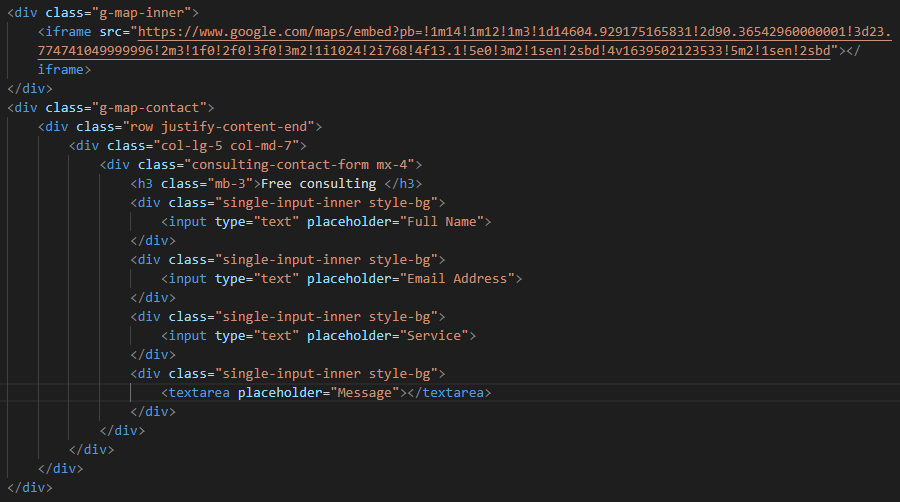 <div class="g-map-inner">
<iframe src="https://www.google.com/maps/embed?pb=!1m14!1m12!1m3!1d14604.929175165831!2d90.36542960000001!3d23.
774741049999996!2m3!1f0!2f0!3f0!3m2!1i1024!2i768!4f13.1!5e0!3m2!1sen!2sbd!4v1639502123533!5m2!1sen!2sbd"></
iframe>
</div>
<div class="g-map-contact">
<div class="row justify-content-end">
<div class="col-lg-5 col-md-7">
<div class="consulting-contact-form mx-4">
<h3 class="mb-3">Free consulting </h3>
<div class="single-input-inner style-bg">
<input type="text" placeholder="Full Name">
</div>
<div class="single-input-inner style-bg">
<input type="text" placeholder="Email Address">
</div>
<div class="single-input-inner style-bg">
<input type="text" placeholder="Service">
</div>
<div class="single-input-inner style-bg">
<textarea placeholder="Message"></textarea>
</div>
</div>
</div>
</div>
</div>